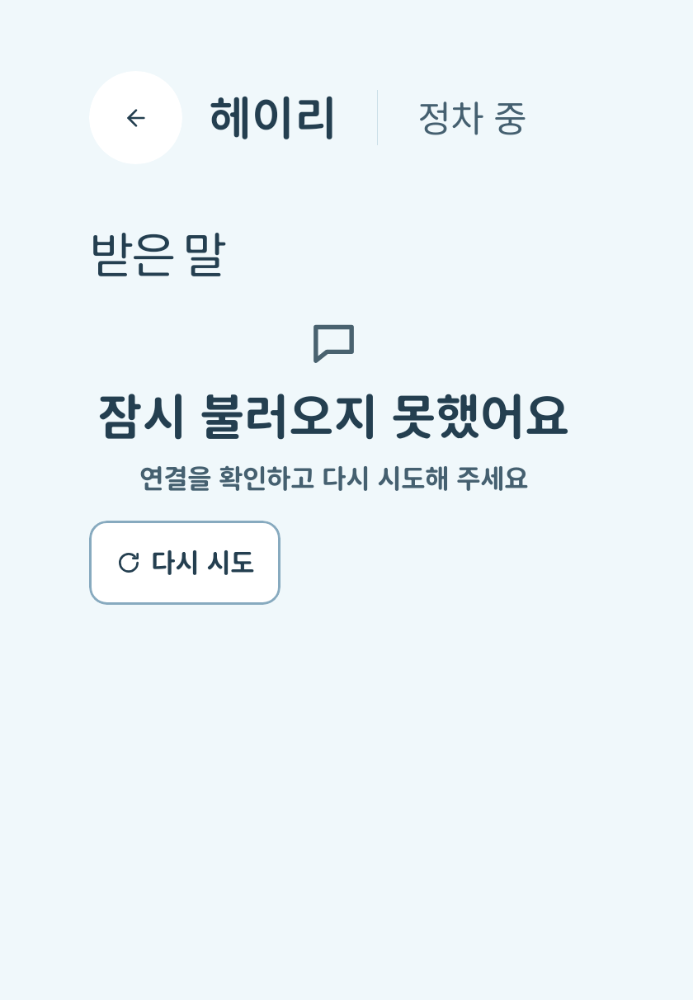 헤이리
정차 중
받은 말
잠시 불러오지 못했어요
연결을 확인하고 다시 시도해 주세요
다시 시도